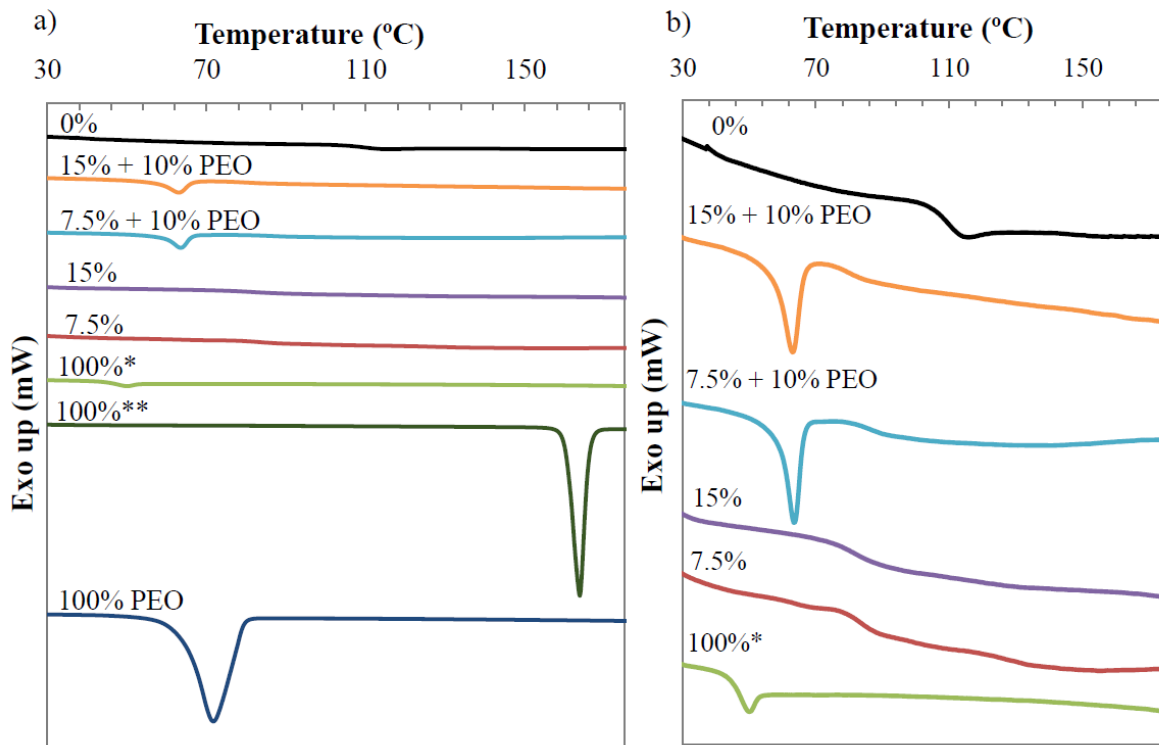 a)
Temperature (ºC)
30 70 110 150
0%
15% + 10% PEO
7.5% + 10% PEO
15%
7.5%
100%*
100%**
100% PEO
Exo up (mW)
b)
Temperature (ºC)
30 70 110 150
0%
15% + 10% PEO
7.5% + 10% PEO
15%
7.5%
100%*
Exo up (mW)